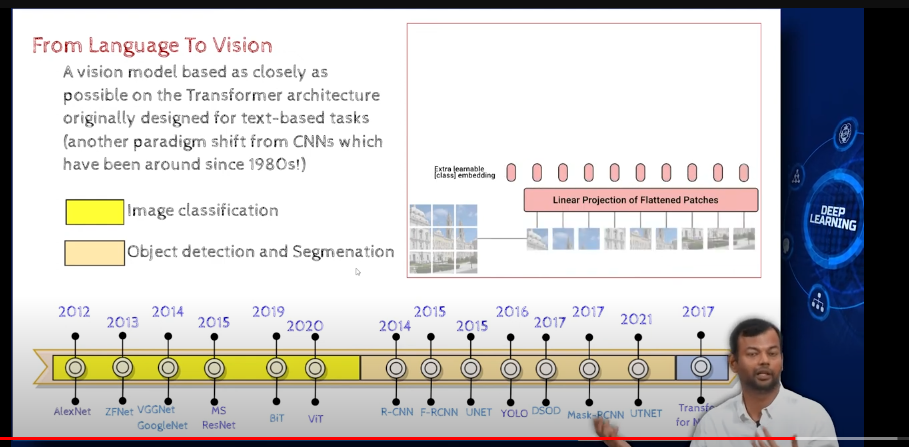 From Language To Vision
A vision model based as closely as
possible on the Transformer architecture
originally designed for text-based tasks
(another paradigm shift from CNNs which
have been around since 1980s!)
Image classification
Object detection and Segmenation
Extra learnable
[class] embedding
Linear Projection of Flattened Patches
DEEP
LEARNING
2012 2013 2014 2015 2019 2020 2014 2015 2015 2016 2017 2017 2021 2017
AlexNet ZFNet VGGNet MS BiT ViT R-CNN F-RCNN UNET YOLO DSOD Mask-RCNN UTNET
GoogleNet ResNet for